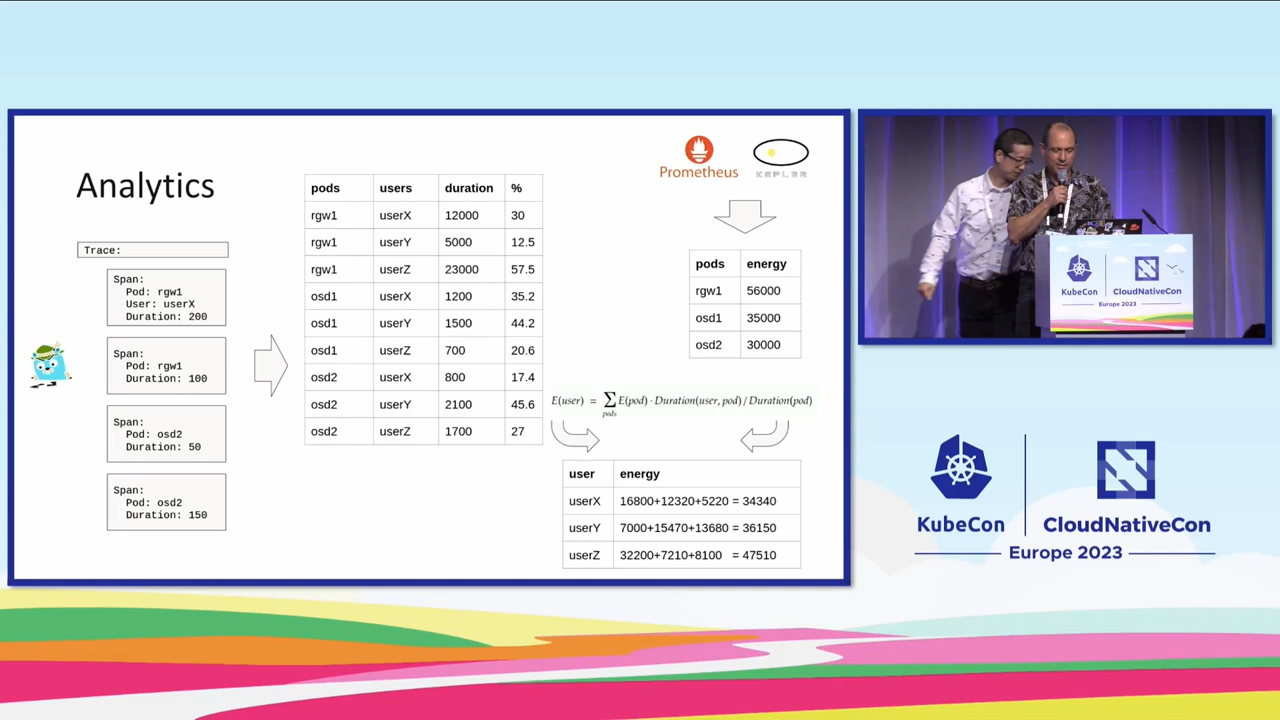 Analytics
Trace:
Span:
Pod: rgw1
User: userX
Duration: 200
Span:
Pod: rgw1
Duration: 100
Span:
Pod: osd2
Duration: 50
Span:
Pod: osd2
Duration: 150
pods users duration %
rgw1 userX 12000 30
rgw1 userY 5000 12.5
rgw1 userZ 23000 57.5
osd1 userX 1200 35.2
osd1 userY 1500 44.2
osd1 userZ 700 20.6
osd2 userX 800 17.4
osd2 userY 2100 45.6
osd2 userZ 1700 27
Prometheus
KEPLER
pods energy
rgw1 56000
osd1 35000
osd2 30000
E(user) = ∑ E(pod) · Duration(user, pod) / Duration(pod)
pods
user energy
userX 16800+12320+5220 = 34340
userY 7000+15470+13680 = 36150
userZ 32200+7210+8100 = 47510
KubeCon CloudNativeCon
Europe 2023
KubeCon CloudNativeCon
Europe 2023